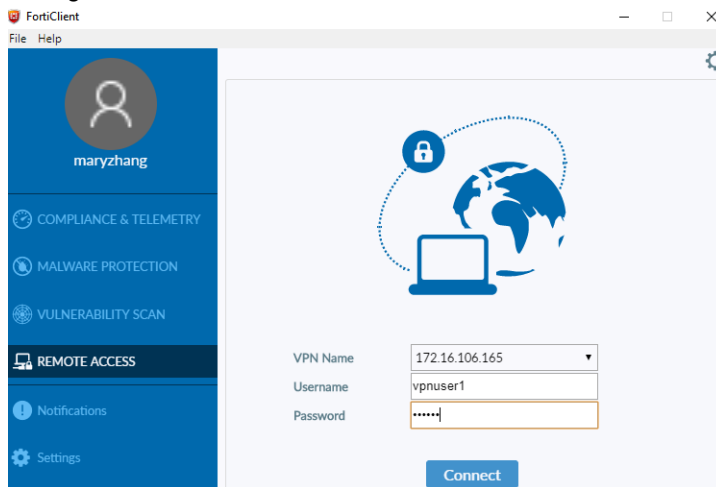 FortiClient
File Help
maryzhang
COMPLIANCE & TELEMETRY
MALWARE PROTECTION
VULNERABILITY SCAN
REMOTE ACCESS
Notifications
Settings
VPN Name 172.16.106.165
Username vpnuser1
Password ••••••
Connect